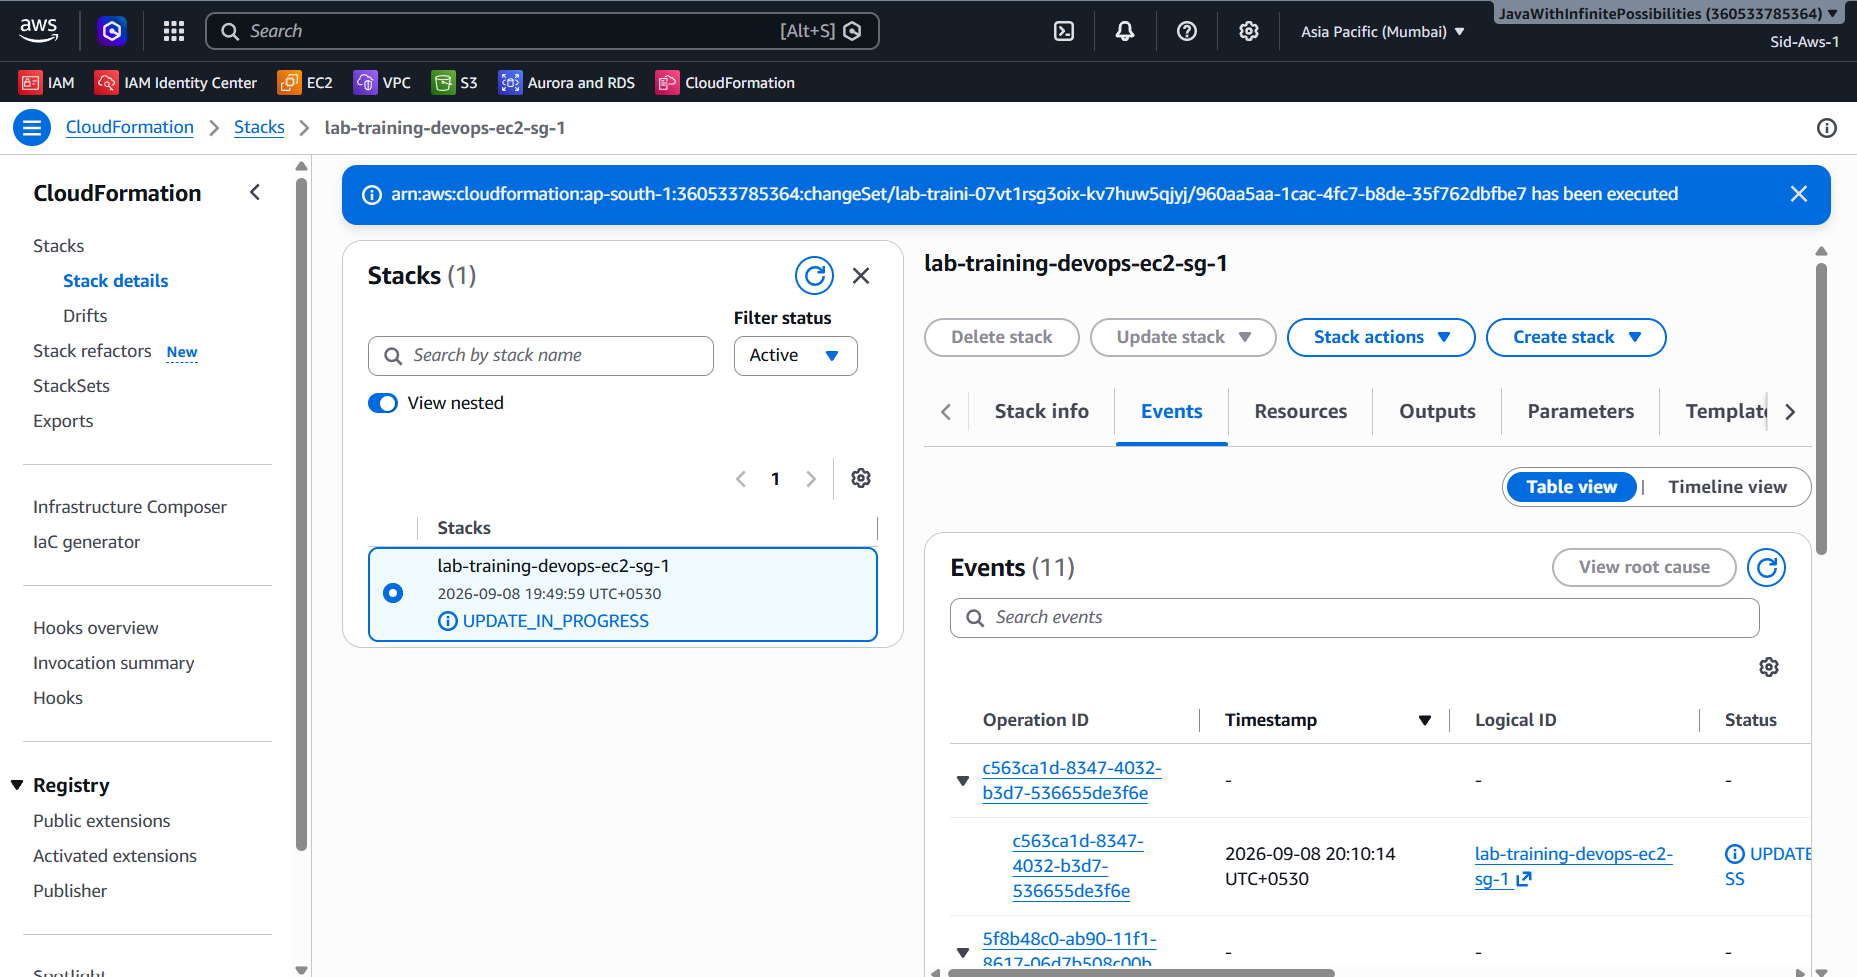 aws
Search
[Alt+S]
Asia Pacific (Mumbai)
JavaWithInfinitePossibilities (360533785364)
Sid-Aws-1
IAM
IAM Identity Center
EC2
VPC
S3
Aurora and RDS
CloudFormation
CloudFormation
Stacks
lab-training-devops-ec2-sg-1
CloudFormation
Stacks
Stack details
Drifts
Stack refactors New
StackSets
Exports
Infrastructure Composer
IaC generator
Hooks overview
Invocation summary
Hooks
Registry
Public extensions
Activated extensions
Publisher
Spotlight
arn:aws:cloudformation:ap-south-1:360533785364:changeSet/lab-traini-07vt1rsg3oix-kv7huw5qjyj/960aa5aa-1cac-4fc7-b8de-35f762dbfbe7 has been executed
Stacks (1)
Filter status
Search by stack name
Active
View nested
1
Stacks
lab-training-devops-ec2-sg-1
2026-09-08 19:49:59 UTC+0530
UPDATE_IN_PROGRESS
lab-training-devops-ec2-sg-1
Delete stack
Update stack
Stack actions
Create stack
Stack info
Events
Resources
Outputs
Parameters
Template
Table view | Timeline view
Events (11)
View root cause
Search events
Operation ID
Timestamp
Logical ID
Status
c563ca1d-8347-4032-
b3d7-536655de3f6e
-
-
-
c563ca1d-8347-
4032-b3d7-
536655de3f6e
2026-09-08 20:10:14
UTC+0530
lab-training-devops-ec2-
sg-1
UPDATE
SS
5f8b48c0-ab90-11f1-
8617-06d7b508c00b
-
-
-